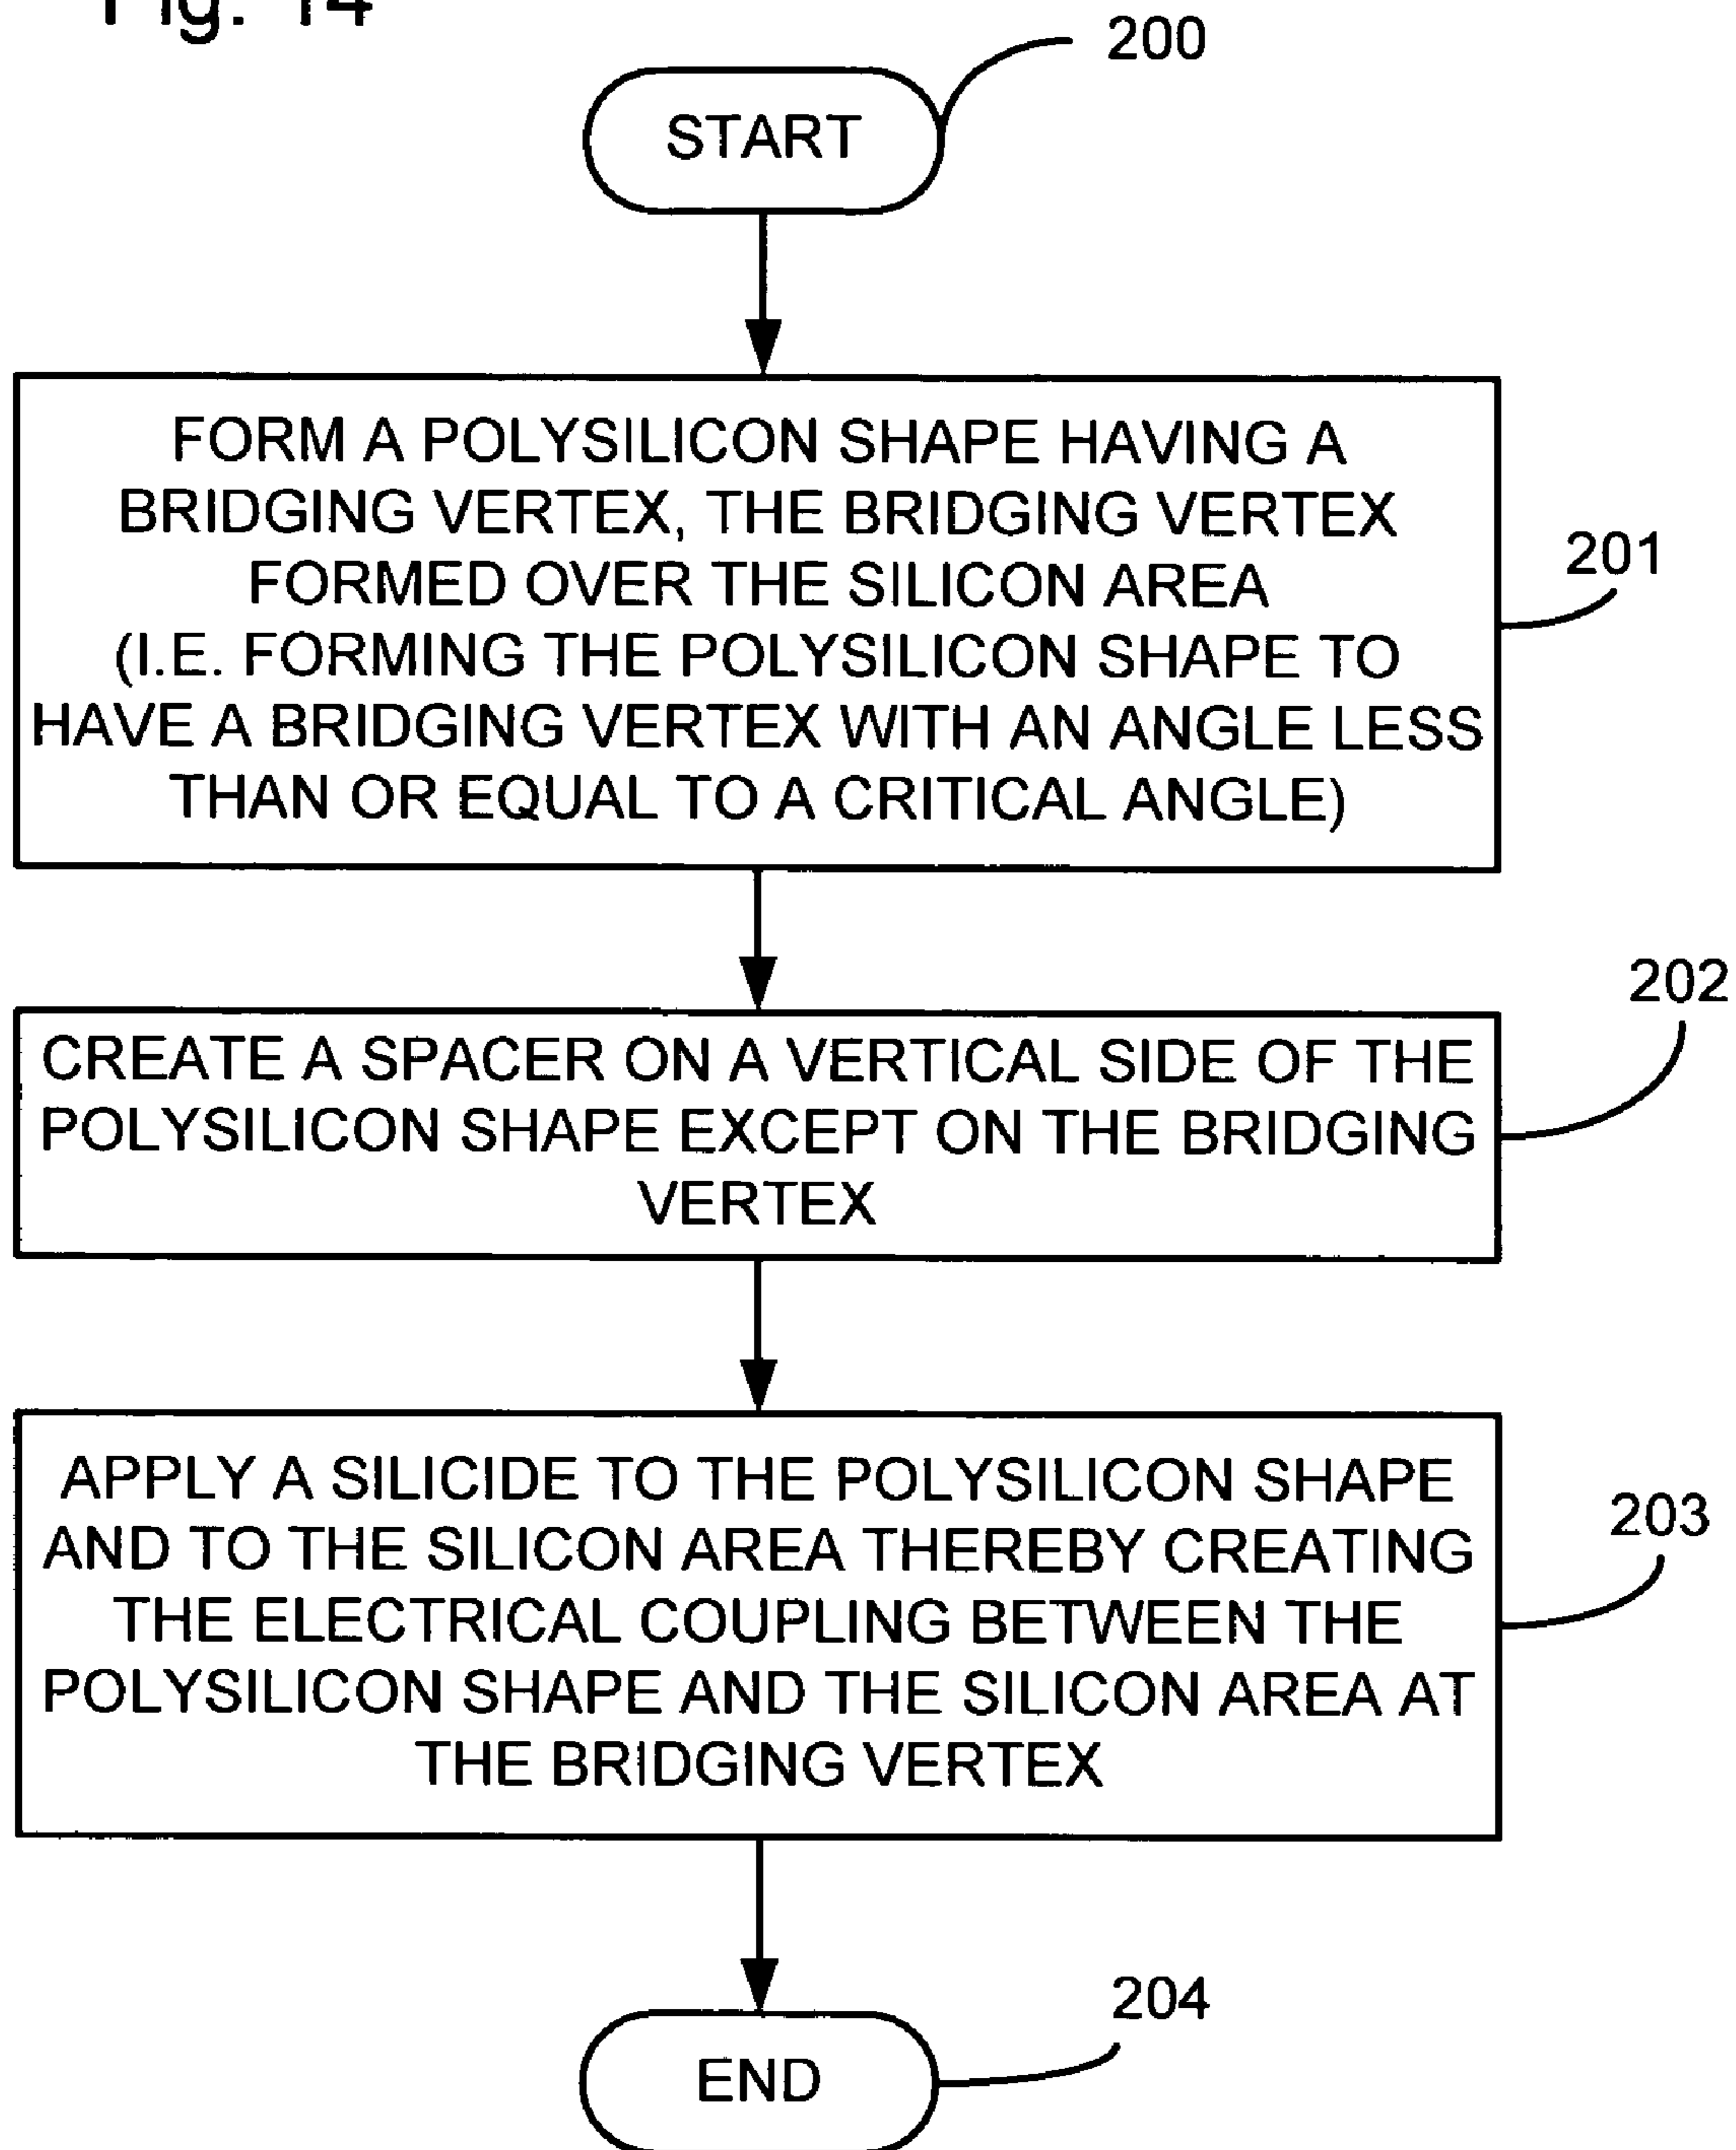 Fig. 14
200
START
FORM A POLYSILICON SHAPE HAVING A
BRIDGING VERTEX, THE BRIDGING VERTEX
FORMED OVER THE SILICON AREA
(I.E. FORMING THE POLYSILICON SHAPE TO
HAVE A BRIDGING VERTEX WITH AN ANGLE LESS
THAN OR EQUAL TO A CRITICAL ANGLE)
201
202
CREATE A SPACER ON A VERTICAL SIDE OF THE
POLYSILICON SHAPE EXCEPT ON THE BRIDGING
VERTEX
APPLY A SILICIDE TO THE POLYSILICON SHAPE
AND TO THE SILICON AREA THEREBY CREATING
THE ELECTRICAL COUPLING BETWEEN THE
POLYSILICON SHAPE AND THE SILICON AREA AT
THE BRIDGING VERTEX
203
204
END